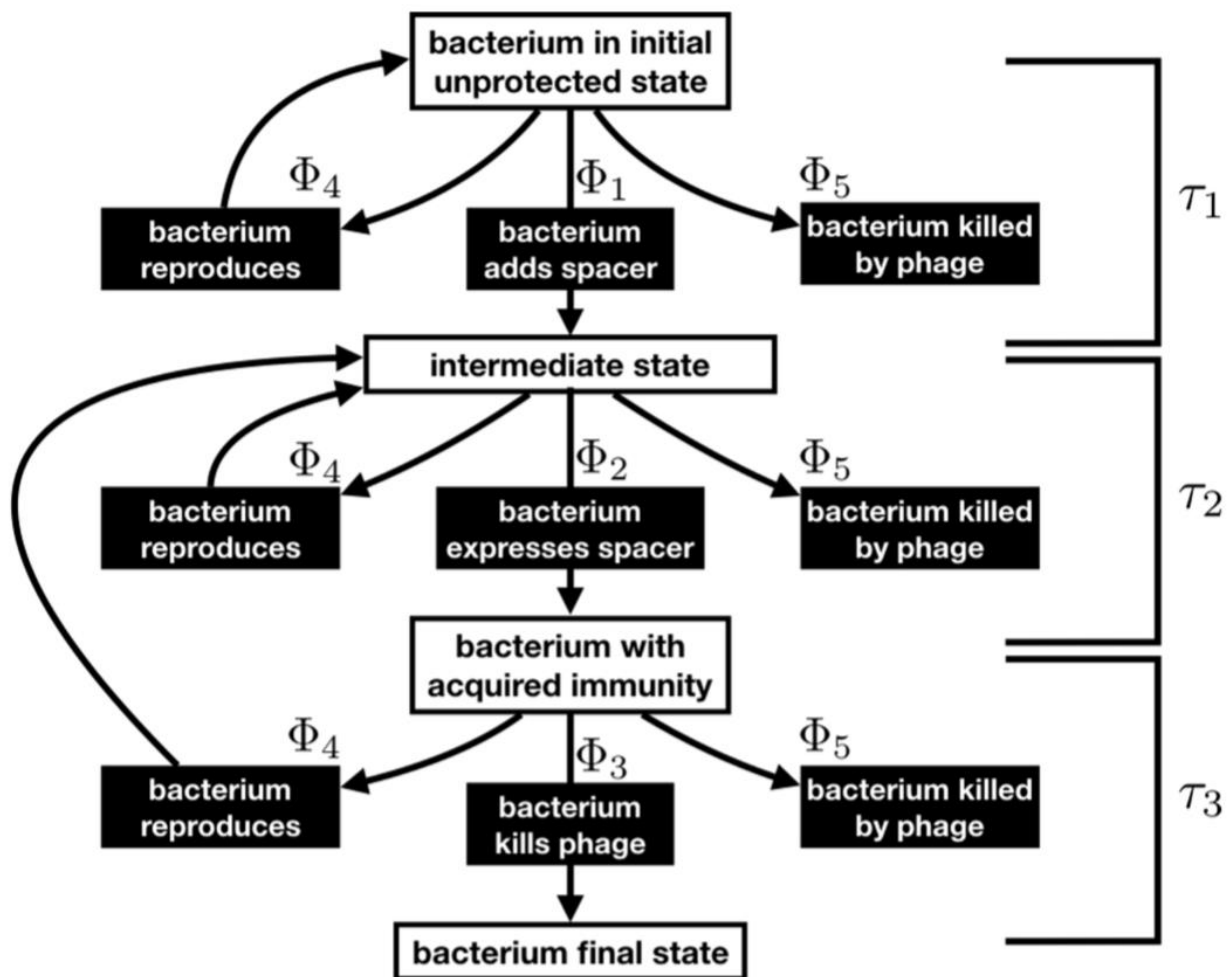 bacterium in initial
unprotected state
Φ4
Φ1
Φ5
τ1
bacterium
reproduces
bacterium
adds spacer
bacterium killed
by phage
intermediate state
Φ4
Φ2
Φ5
τ2
bacterium
reproduces
bacterium
expresses spacer
bacterium killed
by phage
bacterium with
acquired immunity
Φ4
Φ3
Φ5
τ3
bacterium
reproduces
bacterium
kills phage
bacterium killed
by phage
bacterium final state